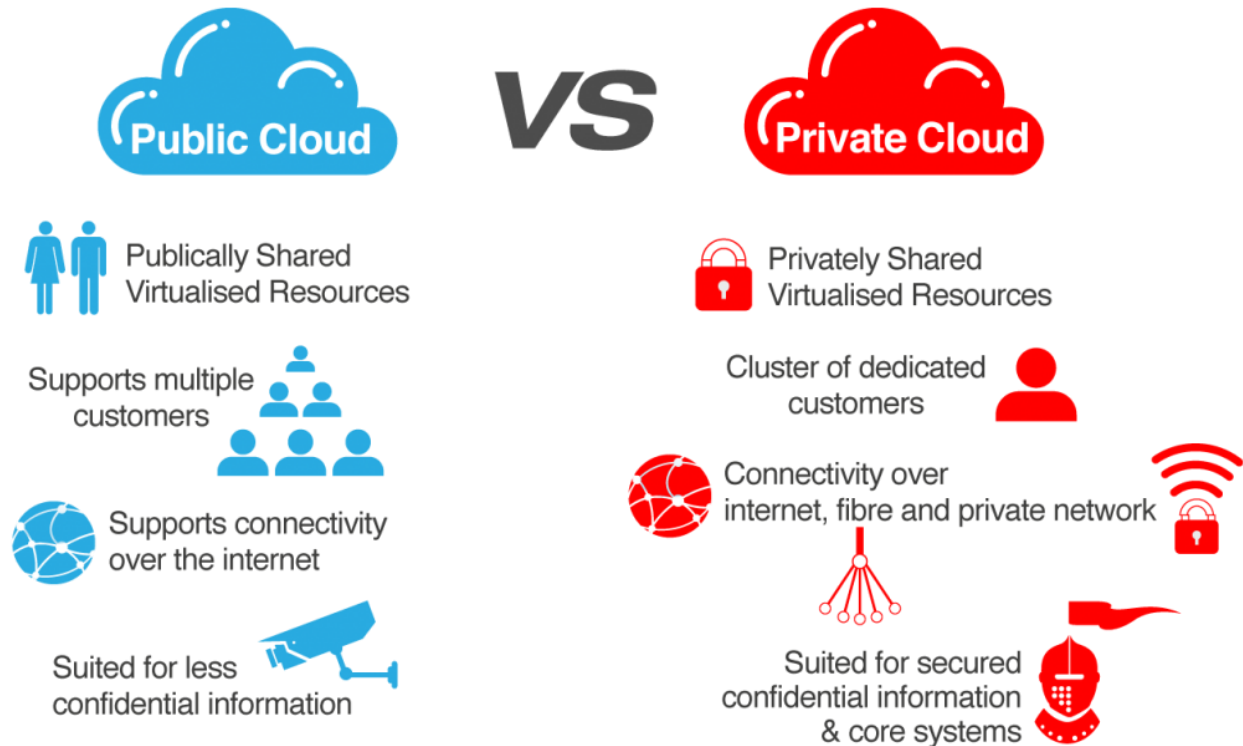 Public Cloud
VS
Private Cloud
Publically Shared
Virtualised Resources
Supports multiple
customers
Supports connectivity
over the internet
Suited for less
confidential information
Privately Shared
Virtualised Resources
Cluster of dedicated
customers
Connectivity over
internet, fibre and private network
Suited for secured
confidential information
& core systems